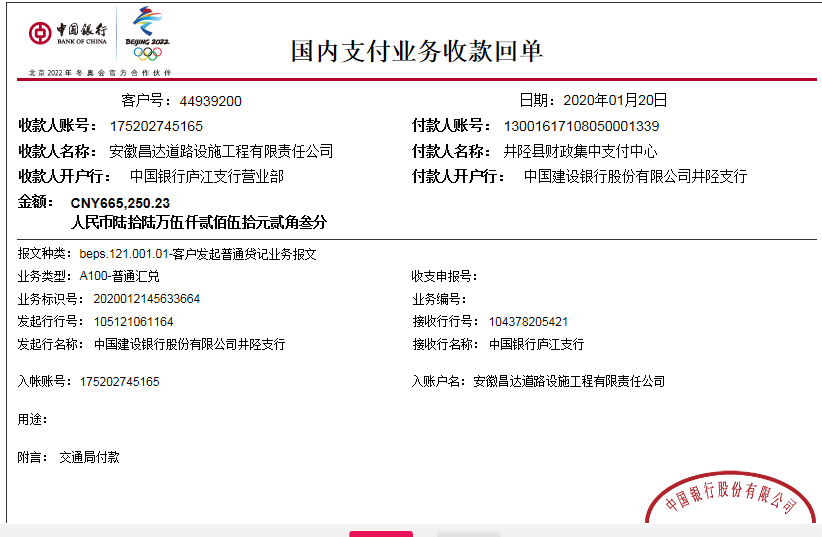 中国银行
BANK OF CHINA
BEIJING 2022
北京2022年冬奥会官方合作伙伴
国内支付业务收款回单
客户号：44939200 日期：2020年01月20日
收款人账号：175202745165 付款人账号：13001617108050001339
收款人名称：安徽昌达道路设施工程有限责任公司 付款人名称：井陉县财政集中支付中心
收款人开户行：中国银行庐江支行营业部 付款人开户行：中国建设银行股份有限公司井陉支行
金额：CNY665,250.23
人民币陆拾陆万伍仟贰佰伍拾元贰角叁分
报文种类：beps.121.001.01-客户发起普通贷记业务报文
业务类型：A100-普通汇兑 收支申报号：
业务标识号：2020012145633664 业务编号：
发起行行号：105121061164 接收行行号：104378205421
发起行名称：中国建设银行股份有限公司井陉支行 接收行名称：中国银行庐江支行
入帐账号：175202745165 入账户名：安徽昌达道路设施工程有限责任公司
用途：
附言：交通局付款
中国银行股份有限公司